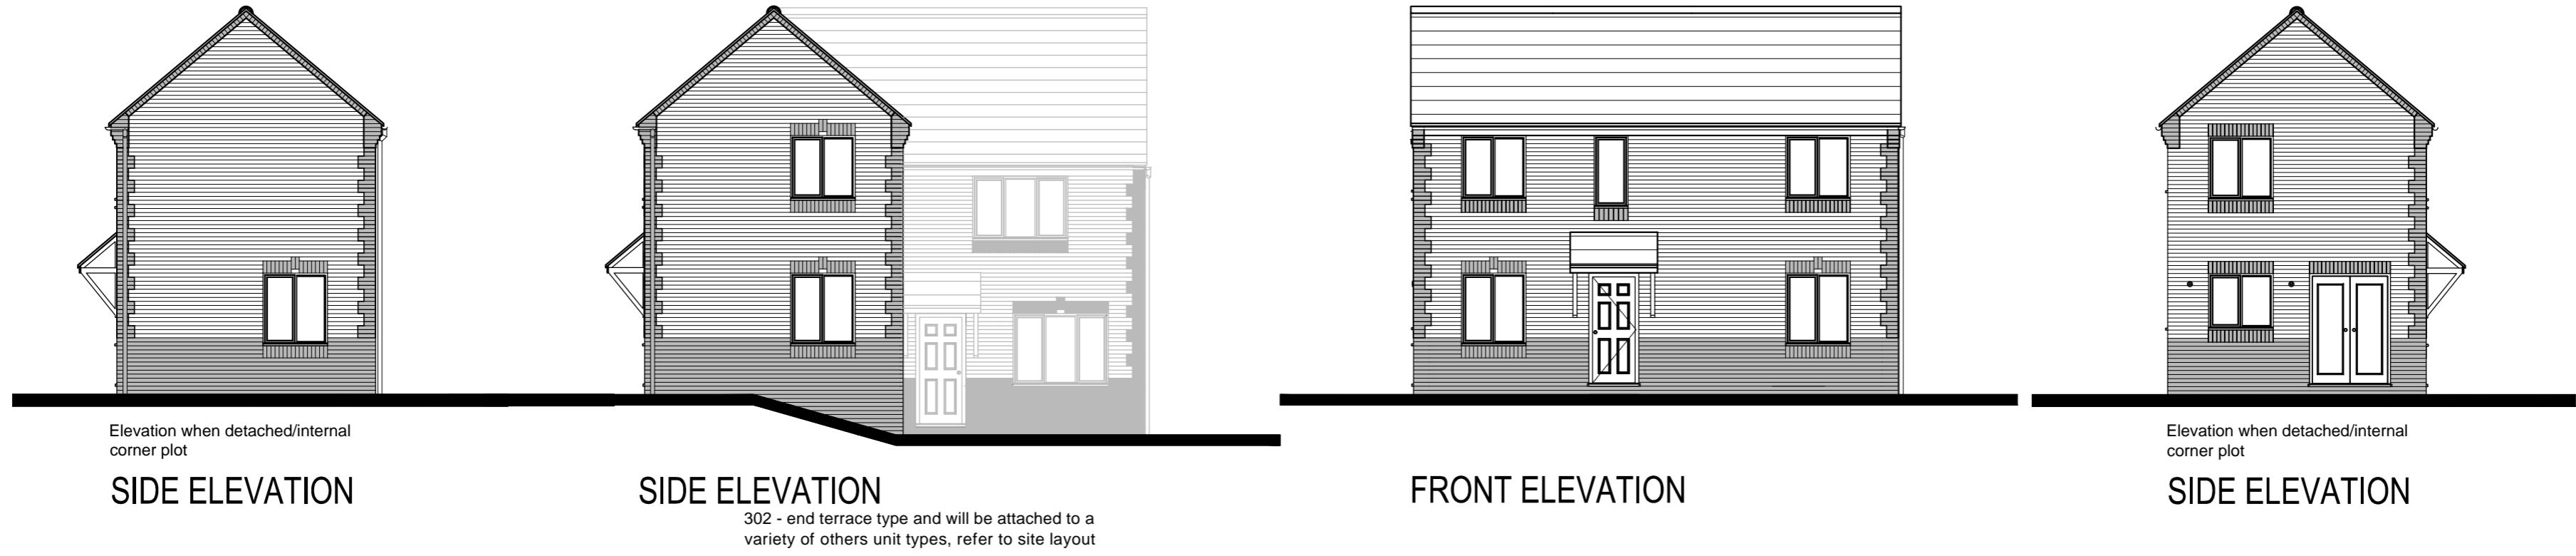 Elevation when detached/internal
corner plot
SIDE ELEVATION
SIDE ELEVATION
302 - end terrace type and will be attached to a
variety of others unit types, refer to site layout
FRONT ELEVATION
Elevation when detached/internal
corner plot
SIDE ELEVATION